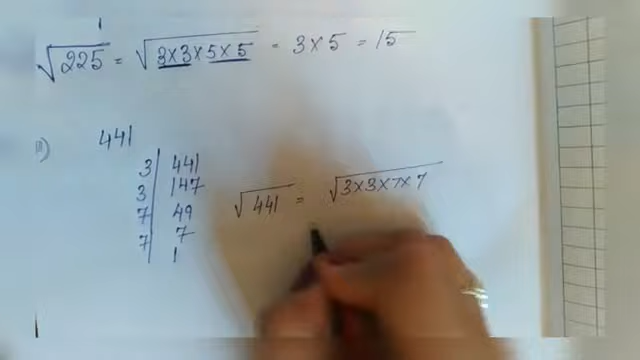 √225 = √3×3×5×5 = 3×5 = 15
ii) 441
3 | 441
3 | 147
7 | 49
7 | 7
| 1
√441 = √3×3×7×7